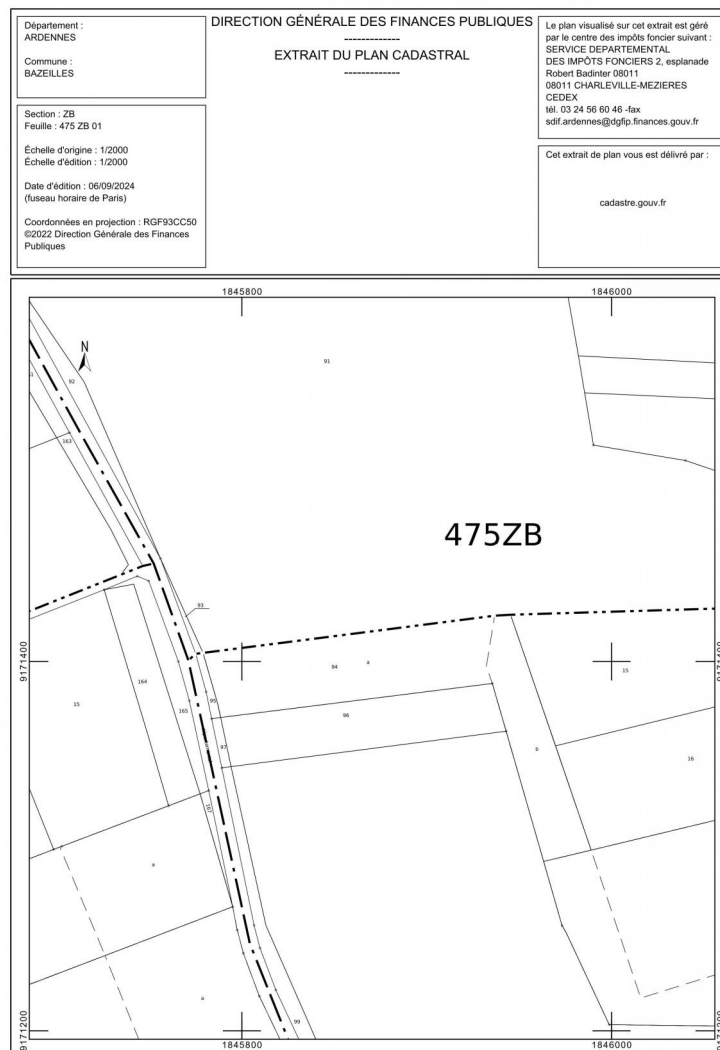 Département :
ARDENNES
Commune :
BAZEILLES
Section : ZB
Feuille : 475 ZB 01
Échelle d'origine : 1/2000
Échelle d'édition : 1/2000
Date d'édition : 06/09/2024
(fuseau horaire de Paris)
Coordonnées en projection : RGF93CC50
©2022 Direction Générale des Finances
Publiques
DIRECTION GÉNÉRALE DES FINANCES PUBLIQUES
-------------
EXTRAIT DU PLAN CADASTRAL
-------------
Le plan visualisé sur cet extrait est géré
par le centre des impôts foncier suivant :
SERVICE DEPARTEMENTAL
DES IMPÔTS FONCIERS 2, esplanade
Robert Badinter 08011
08011 CHARLEVILLE-MEZIERES
CEDEX
tél. 03 24 56 60 46 -fax
sdif.ardennes@dgfip.finances.gouv.fr
Cet extrait de plan vous est délivré par :
cadastre.gouv.fr
1845800
1846000
N
91
92
163
475ZB
93
9171400
9171400
94
a
15
164
95
15
165
96
97
b
16
167
a
a
99
9171200
9171200
1845800
1846000